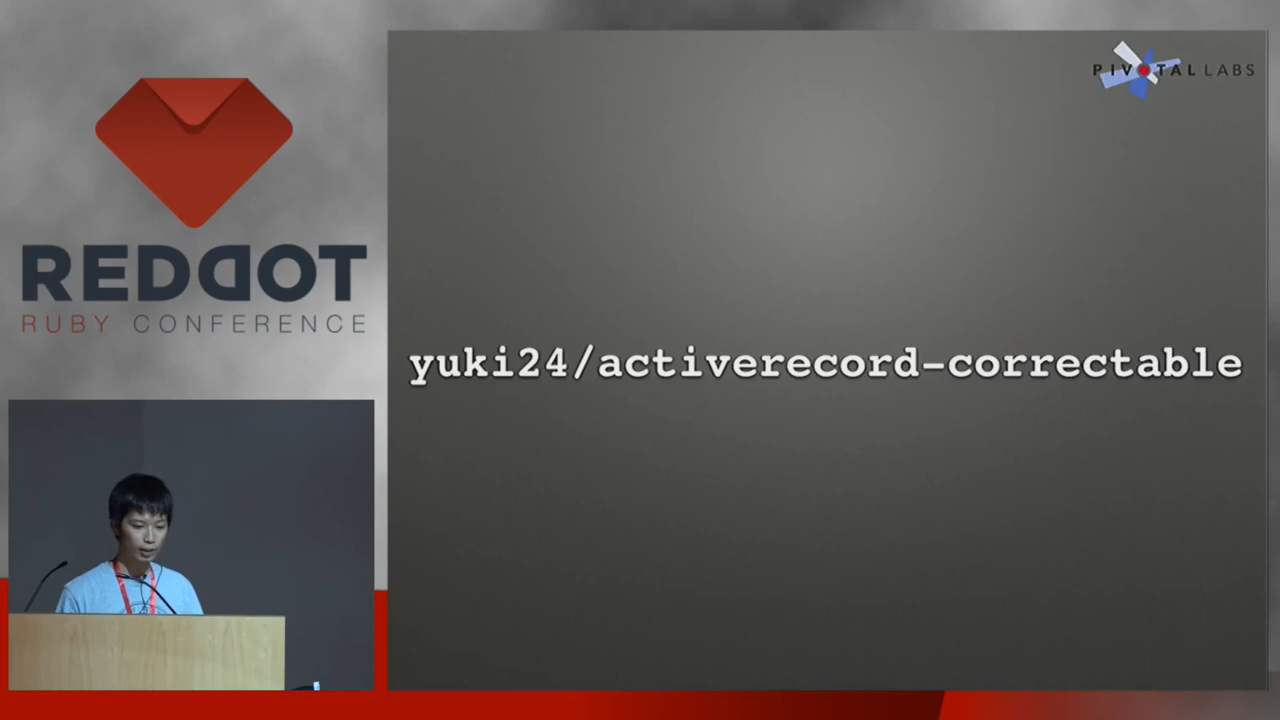 REDDOT
RUBY CONFERENCE
PIVOTAL LABS
yuki24/activerecord-correctable